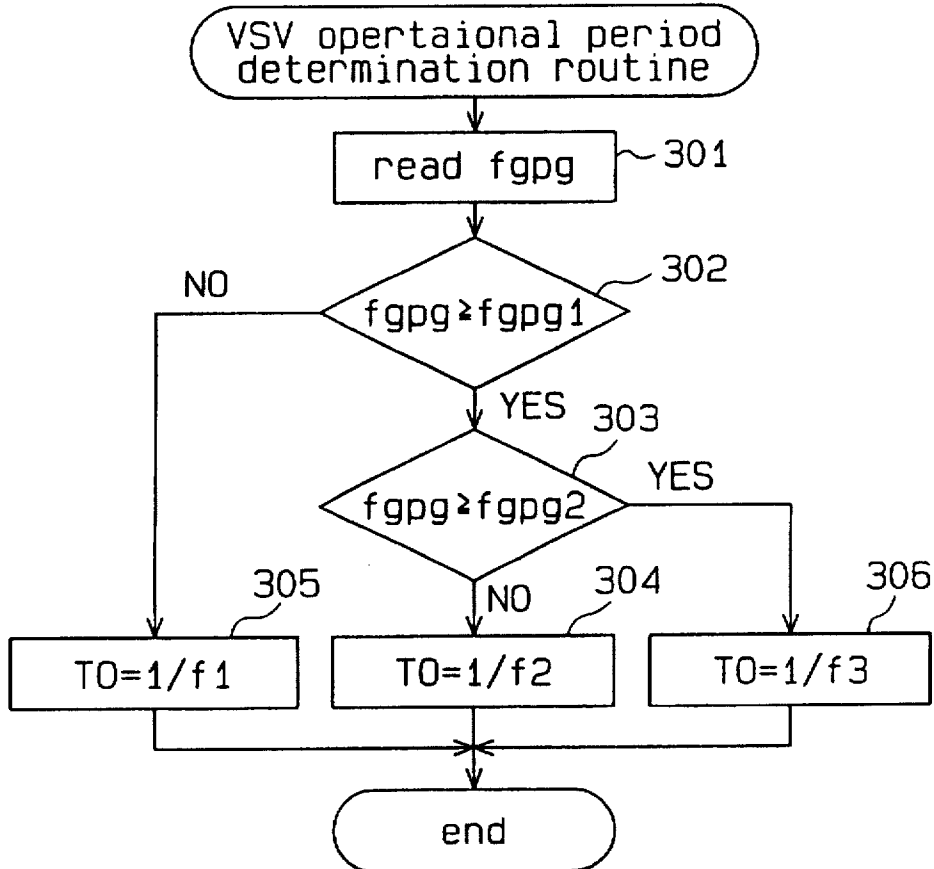 VSV opertaional period
determination routine
read fgpg
301
302
NO
fgpg≧fgpg1
YES
303
YES
fgpg≧fgpg2
305
NO
304
306
TO=1/f1
TO=1/f2
TO=1/f3
end